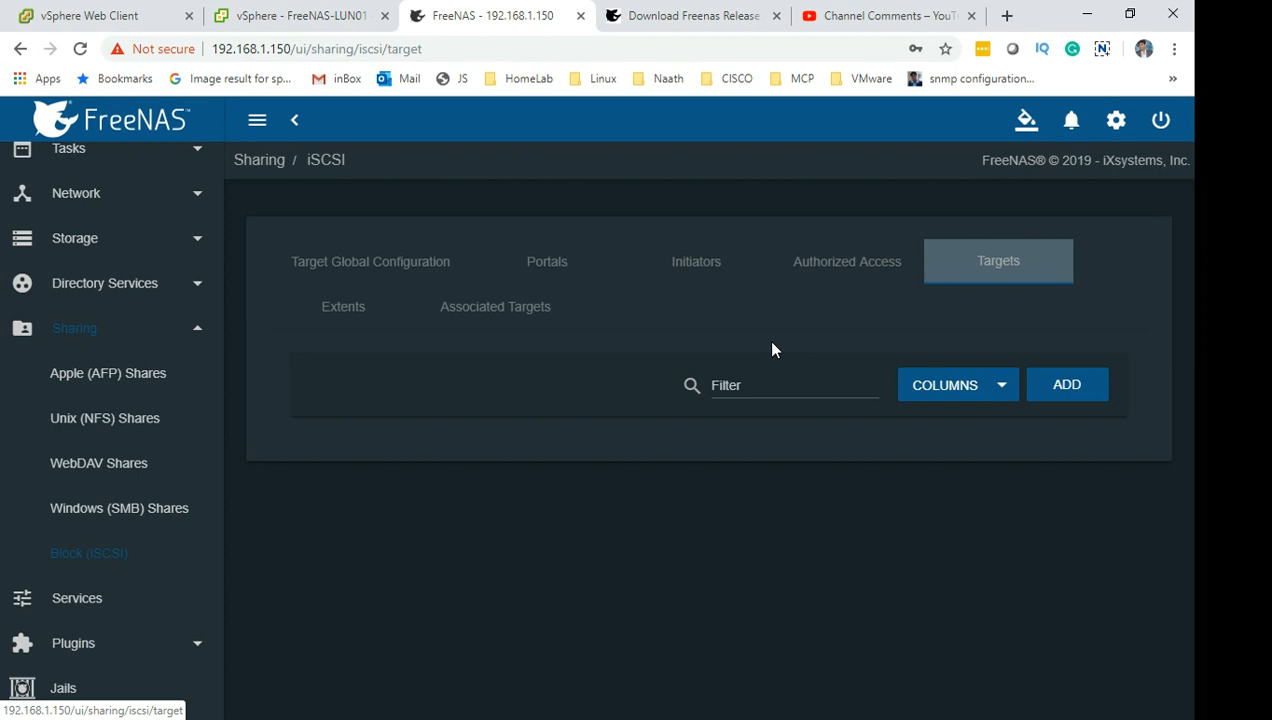 vSphere Web Client
vSphere - FreeNAS-LUN01 -
FreeNAS - 192.168.1.150
Download Freenas Release
Channel Comments – YouT
Not secure
192.168.1.150/ui/sharing/iscsi/target
Apps
Bookmarks
Image result for sp...
inBox
Mail
JS
HomeLab
Linux
Naath
CISCO
MCP
VMware
snmp configuration...
»
FreeNAS™
Sharing / iSCSI
FreeNAS® © 2019 - iXsystems, Inc.
Tasks
Network
Storage
Directory Services
Sharing
Apple (AFP) Shares
Unix (NFS) Shares
WebDAV Shares
Windows (SMB) Shares
Block (iSCSI)
Services
Plugins
Jails
Target Global Configuration
Portals
Initiators
Authorized Access
Targets
Extents
Associated Targets
Filter
COLUMNS
ADD
192.168.1.150/ui/sharing/iscsi/target